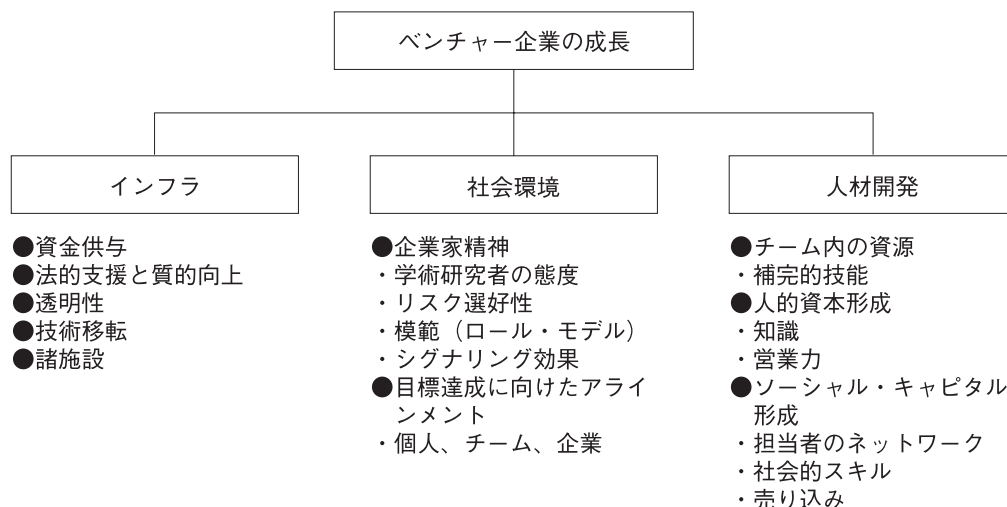 ベンチャー企業の成長
インフラ
●資金供与
●法的支援と質的向上
●透明性
●技術移転
●諸施設
社会環境
●企業家精神
・学術研究者の態度
・リスク選好性
・模範（ロール・モデル）
・シグナリング効果
●目標達成に向けたアライ
ンメント
・個人、チーム、企業
人材開発
●チーム内の資源
・補完的技能
●人的資本形成
・知識
・営業力
●ソーシャル・キャピタル
形成
・担当者のネットワーク
・社会的スキル
・売り込み